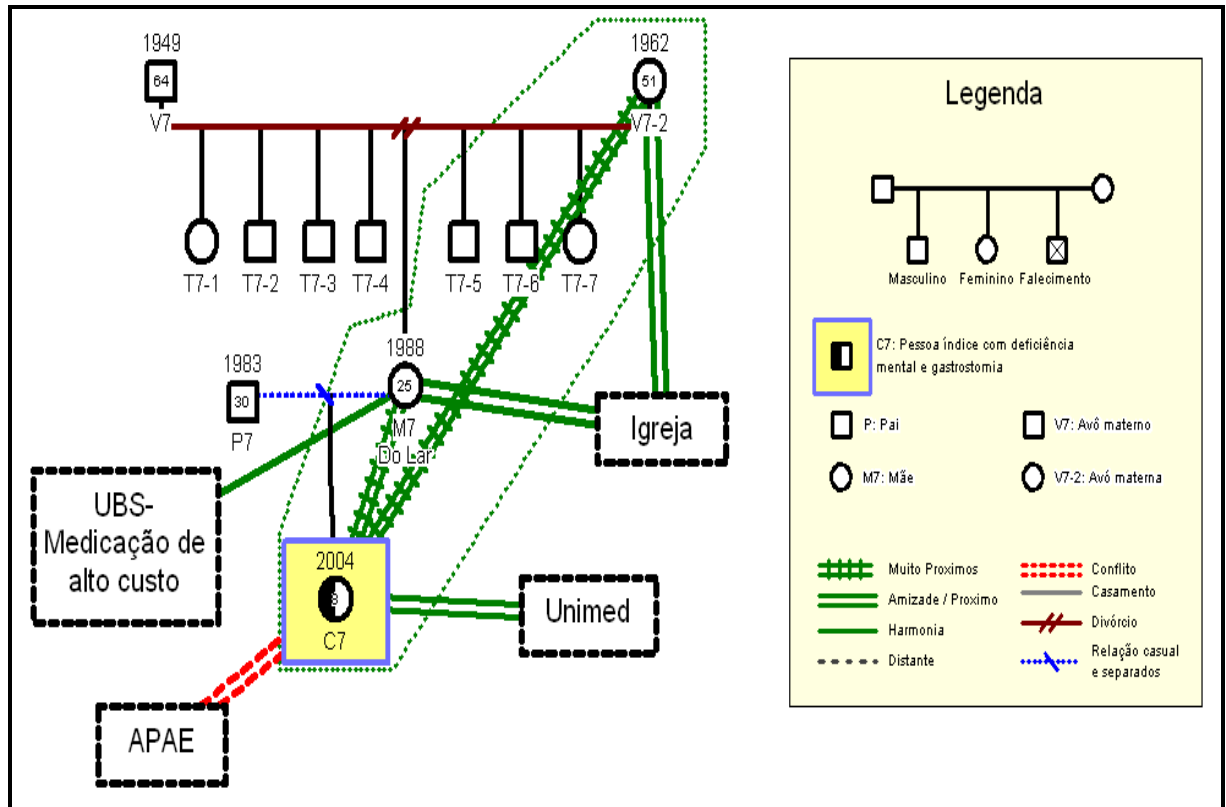 1949
64
V7
1962
51
V7-2
T7-1
T7-2
T7-3
T7-4
T7-5
T7-6
T7-7
1983
30
P7
1988
25
M7
Do Lar
Igreja
UBS-
Medicação de
alto custo
2004
8
C7
Unimed
APAE
Legenda
Masculino
Feminino
Falecimento
C7: Pessoa índice com deficiência
mental e gastrostomia
P: Pai
V7: Avô materno
M7: Mãe
V7-2: Avó materna
Muito Proximos
Conflito
Amizade / Proximo
Casamento
Harmonia
Divórcio
Distante
Relação casual
e separados